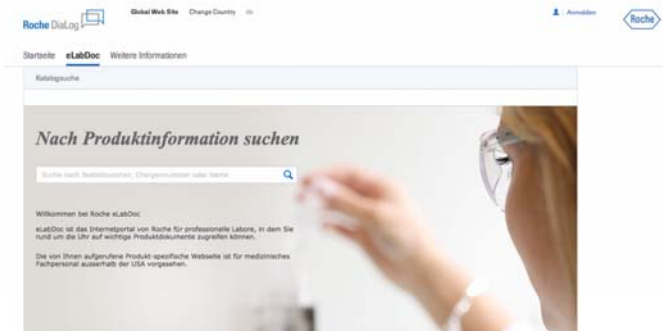 Roche DiaLog
Global Web Site Change Country de
Anmelden
Roche
Startseite eLabDoc Weitere Informationen
Katalogsuche
Nach Produktinformation suchen
Suche nach Bestellnummer, Chargennummer oder Name
Willkommen bei Roche eLabDoc
eLabDoc ist das Internetportal von Roche für professionelle Labore, in dem Sie
rund um die Uhr auf wichtige Produktdokumente zugreifen können.
Die von Ihnen aufgerufene Produkt-spezifische Webseite ist für medizinisches
Fachpersonal ausserhalb der USA vorgesehen.